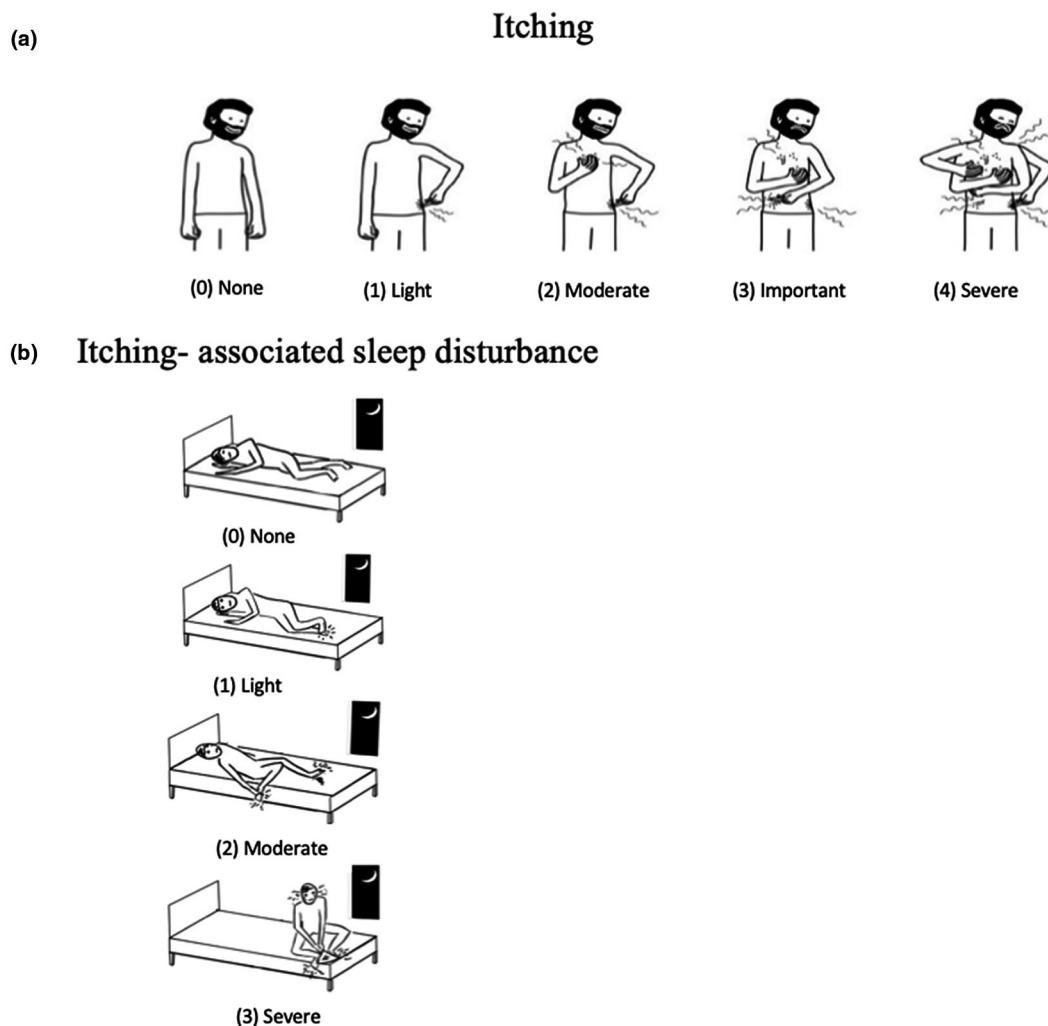 (a)
Itching
(0) None
(1) Light
(2) Moderate
(3) Important
(4) Severe
(b)
Itching- associated sleep disturbance
(0) None
(1) Light
(2) Moderate
(3) Severe